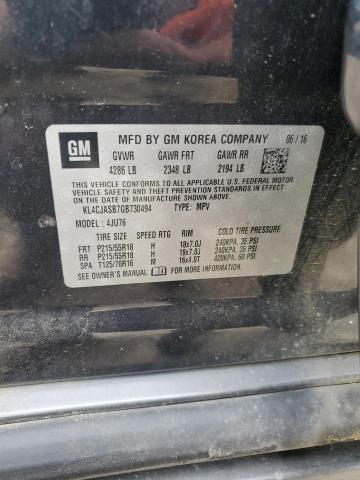 GM
MFD BY GM KOREA COMPANY 06 / 16
GVWR GAWR FRT GAWR RR
4286 LB 2348 LB 2194 LB
THIS VEHICLE CONFORMS TO ALL APPLICABLE U.S. FEDERAL MOTOR
VEHICLE SAFETY AND THEFT PREVENTION STANDARDS IN EFFECT
ON THE DATE OF MANUFACTURE SHOWN ABOVE.
KL4CJASB7GB730494 TYPE: MPV
MODEL: 4JU76
TIRE SIZE SPEED RTG RIM COLD TIRE PRESSURE
FRT P215/55R18 H 18x7.0J 240KPA, 35 PSI
RR P215/55R18 H 18x7.0J 240KPA, 35 PSI
SPA T125/70R16 M 16x4.0T 420KPA, 60 PSI
SEE OWNER'S MANUAL FOR MORE INFORMATION